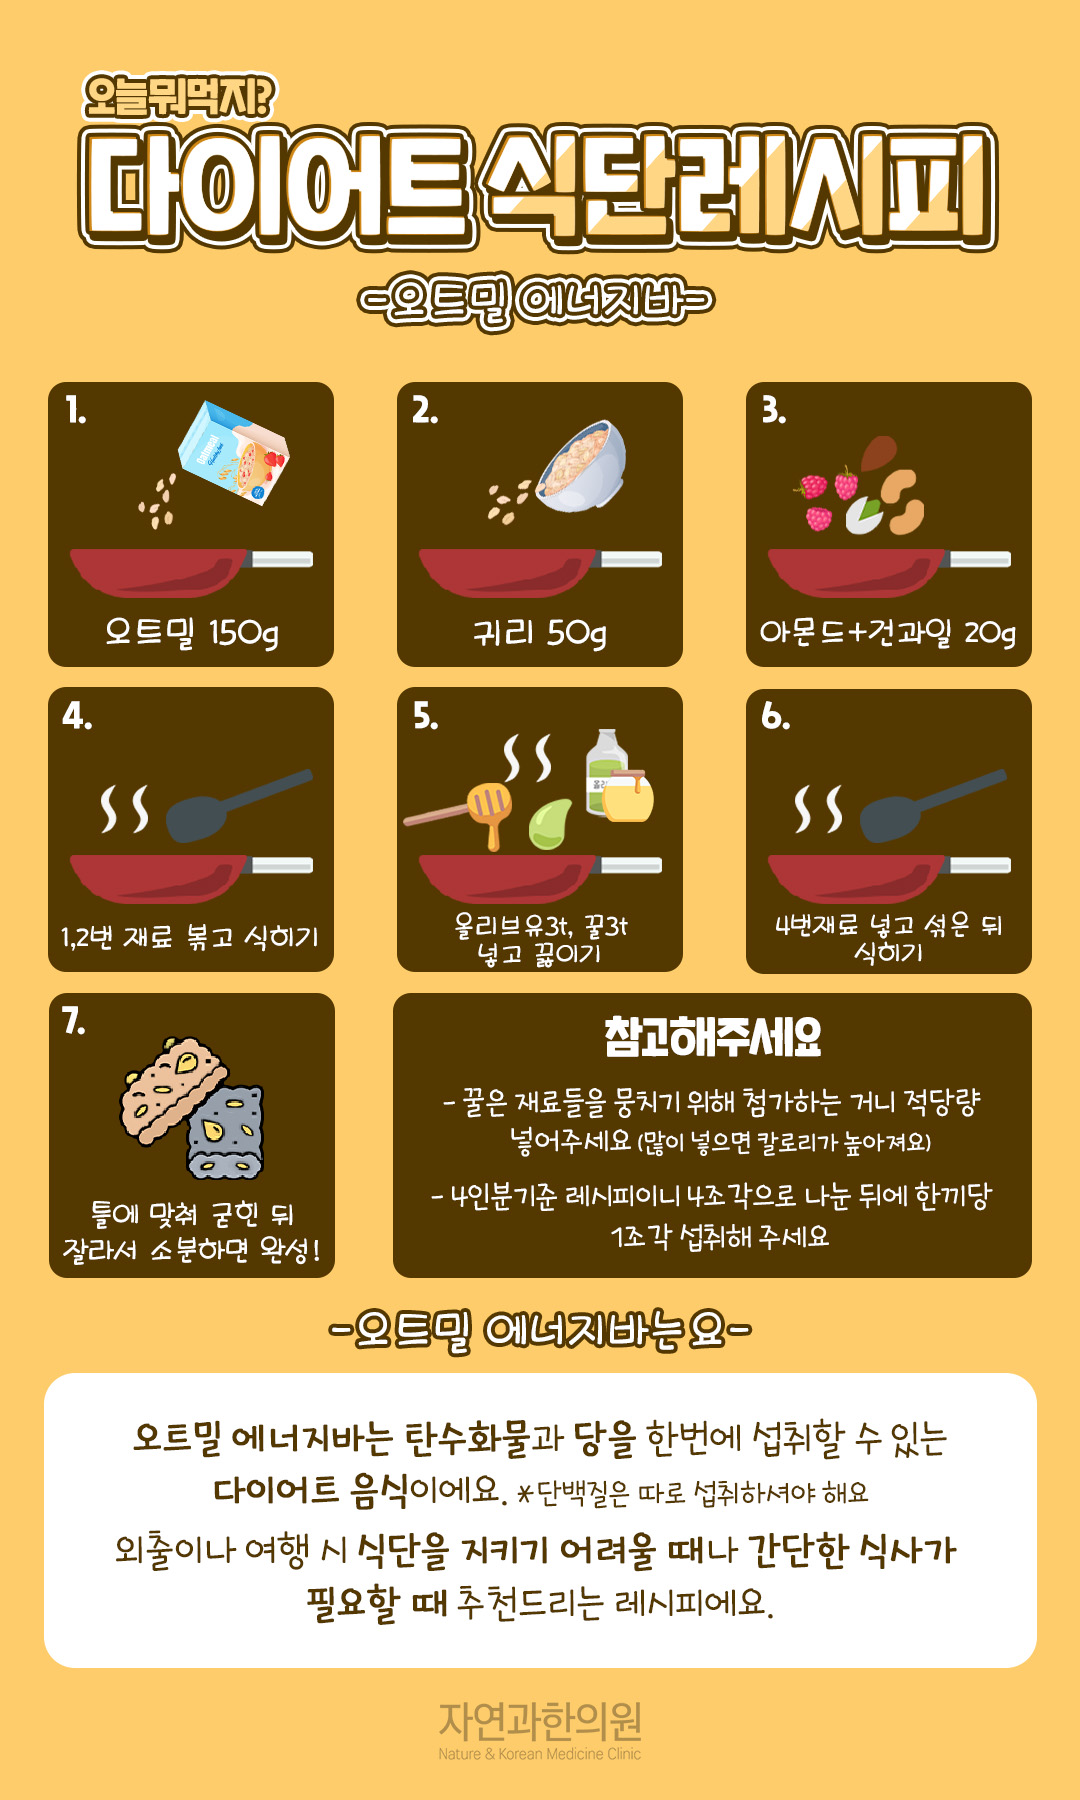 오늘뭐먹지?
다이어트 식단레시피
-오트밀 에너지바-
1.
Oatmeal
오트밀 150g
2.
귀리 50g
3.
아몬드+건과일 20g
4.
1,2번 재료 볶고 식히기
5.
올리브유3t, 꿀3t
넣고 끓이기
6.
4번재료 넣고 섞은 뒤
식히기
7.
틀에 맞춰 굳힌 뒤
잘라서 소분하면 완성!
참고해주세요
- 꿀은 재료들을 뭉치기 위해 첨가하는 거니 적당량
넣어주세요 (많이 넣으면 칼로리가 높아져요)
- 4인분기준 레시피이니 4조각으로 나눈 뒤에 한끼당
1조각 섭취해 주세요
-오트밀 에너지바는요-
오트밀 에너지바는 탄수화물과 당을 한번에 섭취할 수 있는
다이어트 음식이에요. *단백질은 따로 섭취하셔야 해요
외출이나 여행 시 식단을 지키기 어려울 때나 간단한 식사가
필요할 때 추천드리는 레시피에요.
자연과한의원
Nature & Korean Medicine Clinic